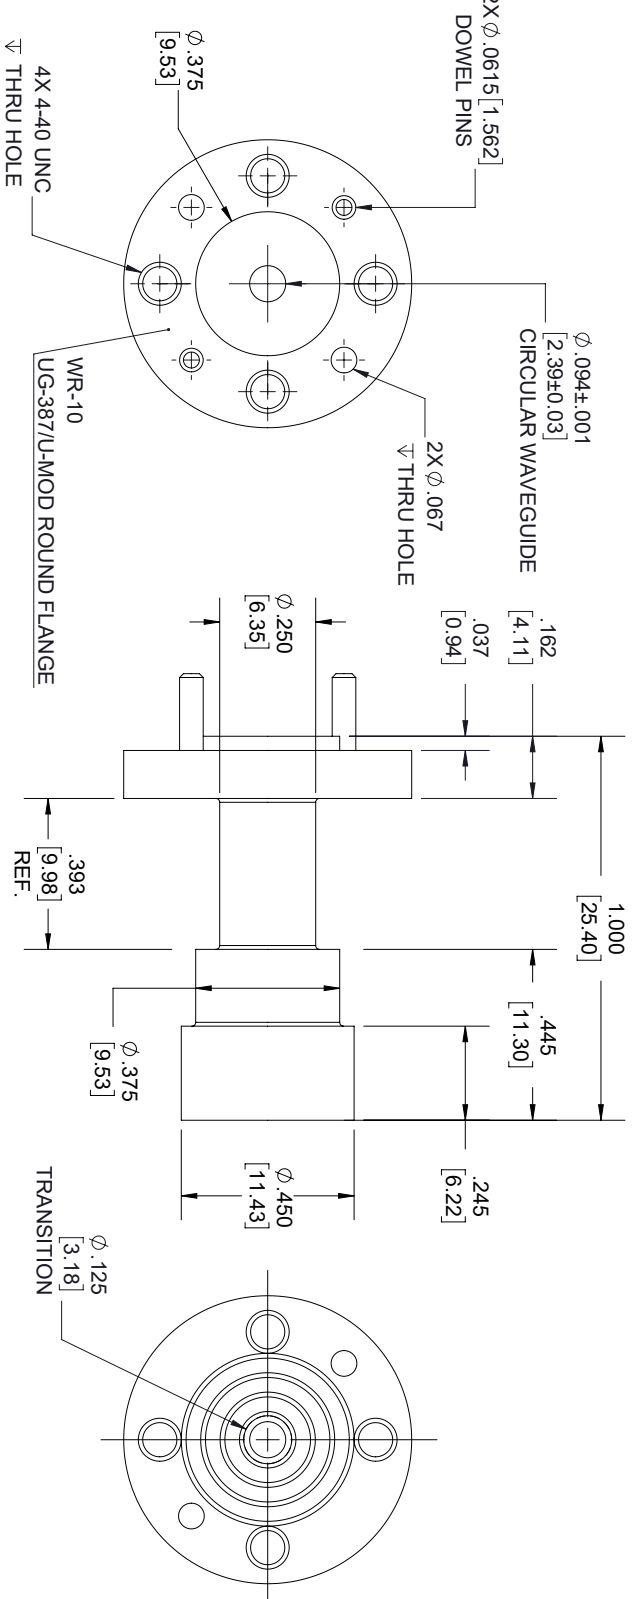 2X Ø .0615 [1.562]
DOWEL PINS
Ø .094±.001
[2.39±0.03]
CIRCULAR WAVEGUIDE
Ø .375
[9.53]
2X Ø .067
↧ THRU HOLE
4X 4-40 UNC
↧ THRU HOLE
WR-10
UG-387/U-MOD ROUND FLANGE
1.000
[25.40]
.162
[4.11]
.037
[0.94]
.445
[11.30]
.245
[6.22]
Ø .250
[6.35]
.393
[9.98]
REF.
Ø .375
[9.53]
Ø .450
[11.43]
Ø .125
[3.18]
TRANSITION